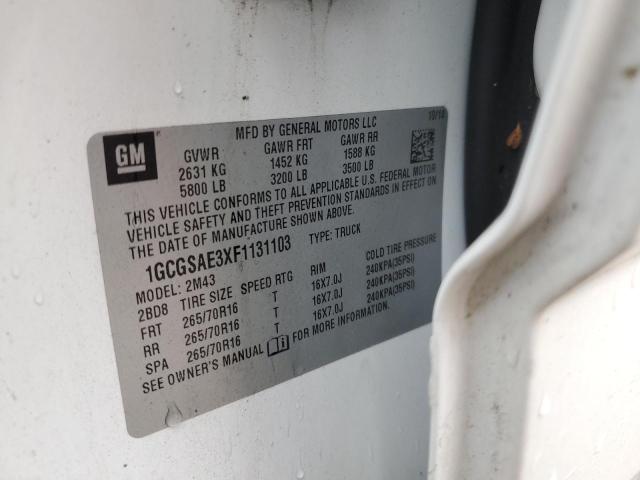 GM
MFD BY GENERAL MOTORS LLC
10/14
GVWR GAWR FRT GAWR RR
2631 KG 1452 KG 1588 KG
5800 LB 3200 LB 3500 LB
THIS VEHICLE CONFORMS TO ALL APPLICABLE U.S. FEDERAL MOTOR
VEHICLE SAFETY AND THEFT PREVENTION STANDARDS IN EFFECT ON
THE DATE OF MANUFACTURE SHOWN ABOVE.
1GCGSAE3XF1131103 TYPE: TRUCK
MODEL: 2M43
2BD8 TIRE SIZE SPEED RTG RIM COLD TIRE PRESSURE
FRT 265/70R16 T 16X7.0J 240KPA(35PSI)
RR 265/70R16 T 16X7.0J 240KPA(35PSI)
SPA 265/70R16 T 16X7.0J 240KPA(35PSI)
SEE OWNER'S MANUAL FOR MORE INFORMATION.